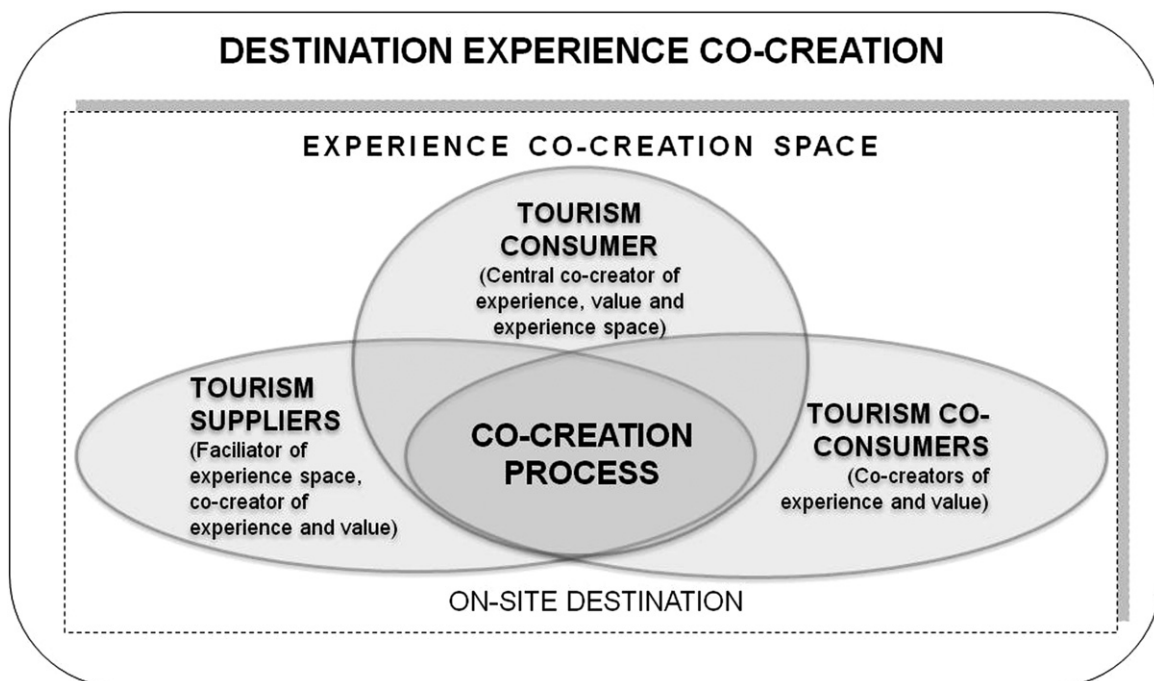 DESTINATION EXPERIENCE CO-CREATION
EXPERIENCE CO-CREATION SPACE
TOURISM
CONSUMER
(Central co-creator of
experience, value and
experience space)
TOURISM
SUPPLIERS
(Faciliator of
experience space,
co-creator of
experience and value)
CO-CREATION
PROCESS
TOURISM CO-
CONSUMERS
(Co-creators of
experience and value)
ON-SITE DESTINATION